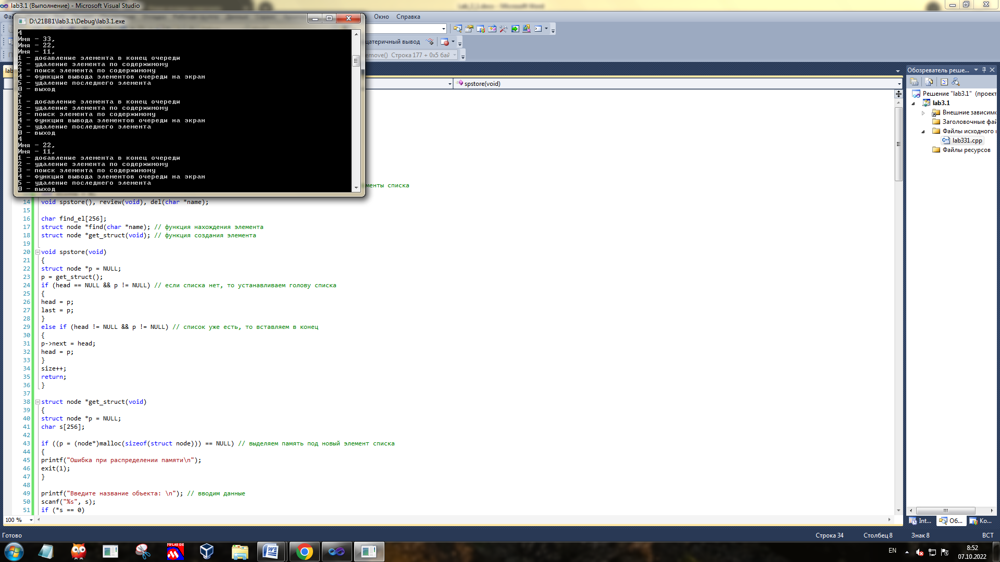 lab3.1 (Выполнение) - Microsoft Visual Studio
Окно Справка
D:\21ВВ1\lab3.1\Debug\lab3.1.exe
4
Имя - 33,
Имя - 22,
Имя - 11,
1 - добавление элемента в конец очереди
2 - удаление элемента по содержимому
3 - поиск элемента по содержимому
4 - функция вывода элементов очереди на экран
5 - удаление последнего элемента
0 - выход
5
1 - добавление элемента в конец очереди
2 - удаление элемента по содержимому
3 - поиск элемента по содержимому
4 - функция вывода элементов очереди на экран
5 - удаление последнего элемента
0 - выход
4
Имя - 22,
Имя - 11,
1 - добавление элемента в конец очереди
2 - удаление элемента по содержимому
3 - поиск элемента по содержимому
4 - функция вывода элементов очереди на экран
5 - удаление последнего элемента
0 - выход
цатеричный вывод
emove() Строка 177 + 0x5 бай
lab
spstore(void)
менты списка
14 void spstore(), review(void), del(char *name);
15
16 char find_el[256];
17 struct node *find(char *name); // функция нахождения элемента
18 struct node *get_struct(void); // функция создания элемента
19
20 void spstore(void)
21 {
22 struct node *p = NULL;
23 p = get_struct();
24 if (head == NULL && p != NULL) // если списка нет, то устанавливаем голову списка
25 {
26 head = p;
27 last = p;
28 }
29 else if (head != NULL && p != NULL) // список уже есть, то вставляем в конец
30 {
31 p->next = head;
32 head = p;
33 }
34 size++;
35 return;
36 }
37
38 struct node *get_struct(void)
39 {
40 struct node *p = NULL;
41 char s[256];
42
43 if ((p = (node*)malloc(sizeof(struct node))) == NULL) // выделяем память под новый элемент списка
44 {
45 printf("Ошибка при распределении памяти\n");
46 exit(1);
47 }
48
49 printf("Введите название объекта: \n"); // вводим данные
50 scanf("%s", s);
51 if (*s == 0)
100 %
Обозреватель реше...
Решение "lab3.1" (проект
lab3.1
Внешние зависимо
Заголовочные фай
Файлы исходного
lab331.cpp
Файлы ресурсов
Int... Об... Ко...
Готово Строка 34 Столбец 8 Знак 8 ВСТ
MPLABIDE
EN
8:52
07.10.2022